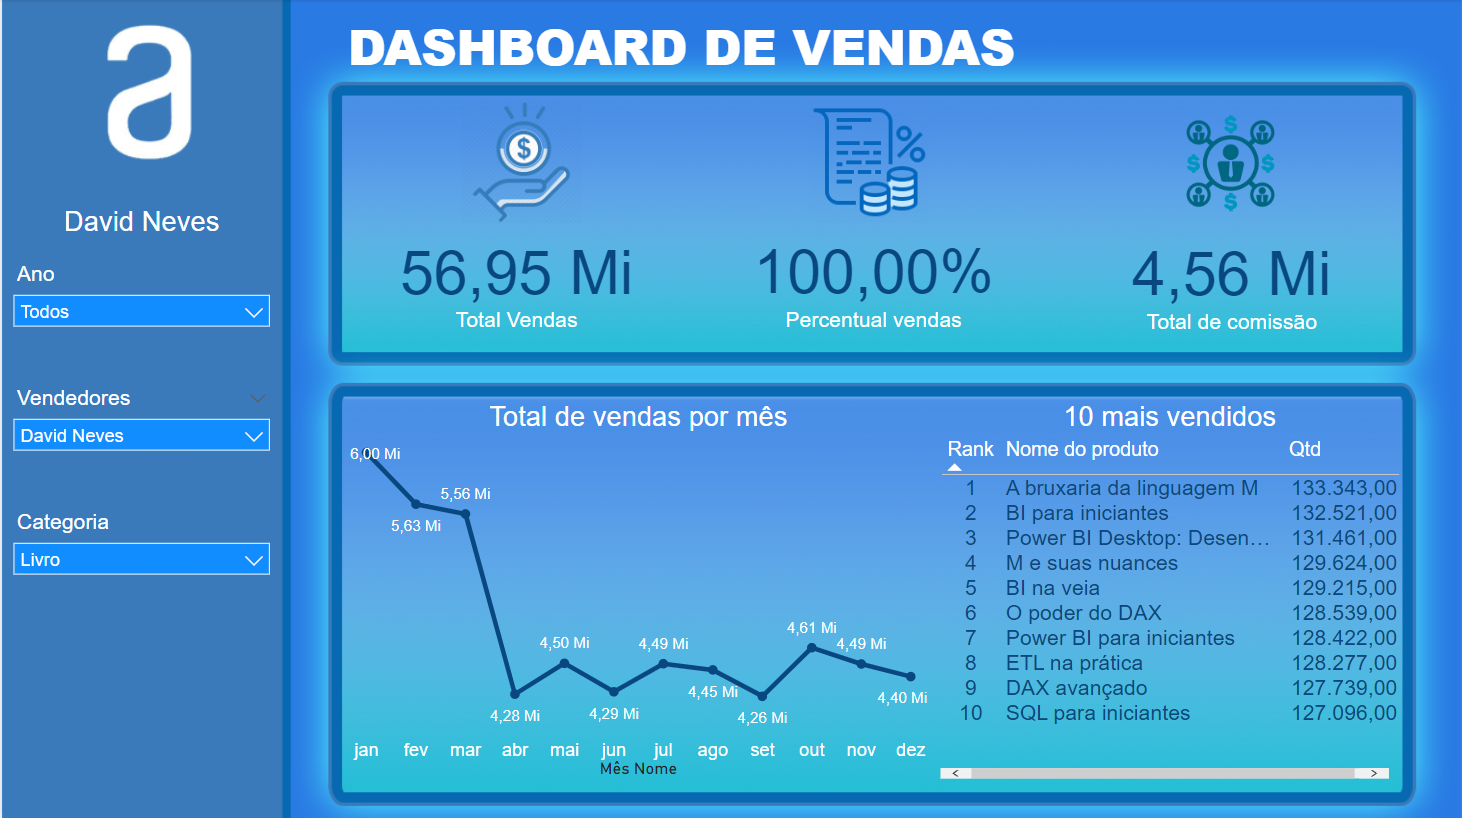 a
David Neves
Ano
Todos
Vendedores
David Neves
Categoria
Livro
DASHBOARD DE VENDAS
$
%
$
$
$
$
56,95 Mi
100,00%
4,56 Mi
Total Vendas
Percentual vendas
Total de comissão
Total de vendas por mês
6,00 Mi
5,63 Mi
5,56 Mi
4,28 Mi
4,50 Mi
4,29 Mi
4,49 Mi
4,45 Mi
4,26 Mi
4,61 Mi
4,49 Mi
4,40 Mi
jan fev mar abr mai jun jul ago set out nov dez
Mês Nome
10 mais vendidos
Rank Nome do produto Qtd
1 A bruxaria da linguagem M 133.343,00
2 BI para iniciantes 132.521,00
3 Power BI Desktop: Desen... 131.461,00
4 M e suas nuances 129.624,00
5 BI na veia 129.215,00
6 O poder do DAX 128.539,00
7 Power BI para iniciantes 128.422,00
8 ETL na prática 128.277,00
9 DAX avançado 127.739,00
10 SQL para iniciantes 127.096,00